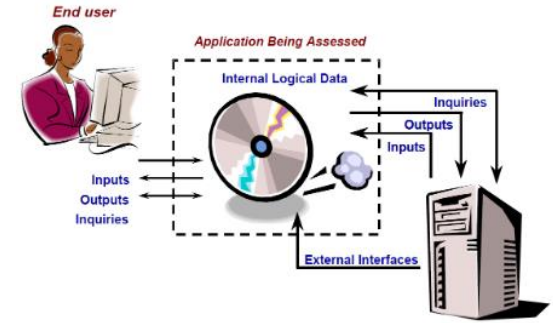 End user
Application Being Assessed
Internal Logical Data
Inquiries
Outputs
Inputs
Inputs
Outputs
Inquiries
External Interfaces